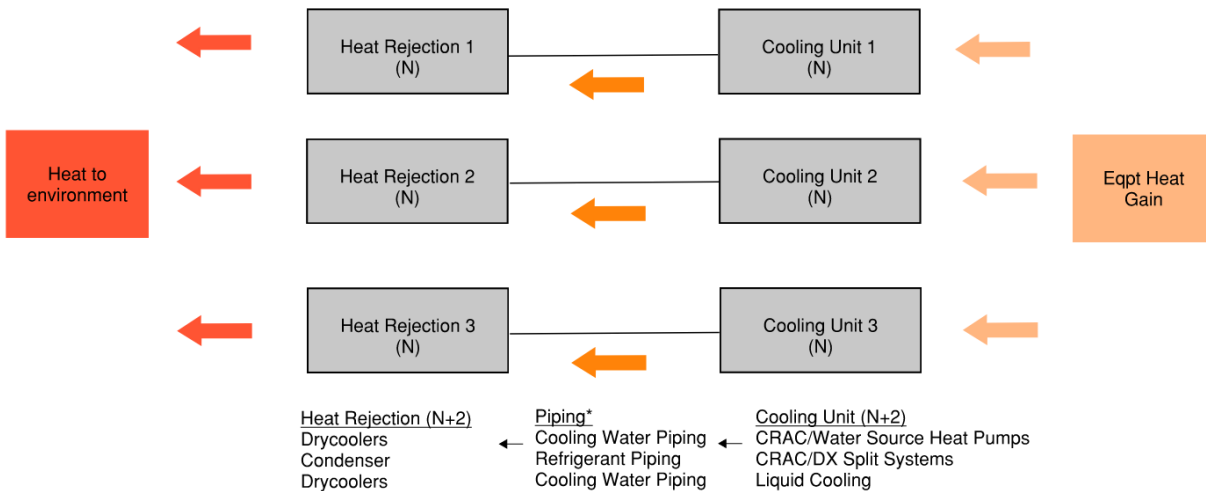 Heat Rejection 1
(N)
Cooling Unit 1
(N)
Heat to
environment
Heat Rejection 2
(N)
Cooling Unit 2
(N)
Eqpt Heat
Gain
Heat Rejection 3
(N)
Cooling Unit 3
(N)
Heat Rejection (N+2)
Drycoolers
Condenser
Drycoolers
Piping*
Cooling Water Piping
Refrigerant Piping
Cooling Water Piping
Cooling Unit (N+2)
CRAC/Water Source Heat Pumps
CRAC/DX Split Systems
Liquid Cooling